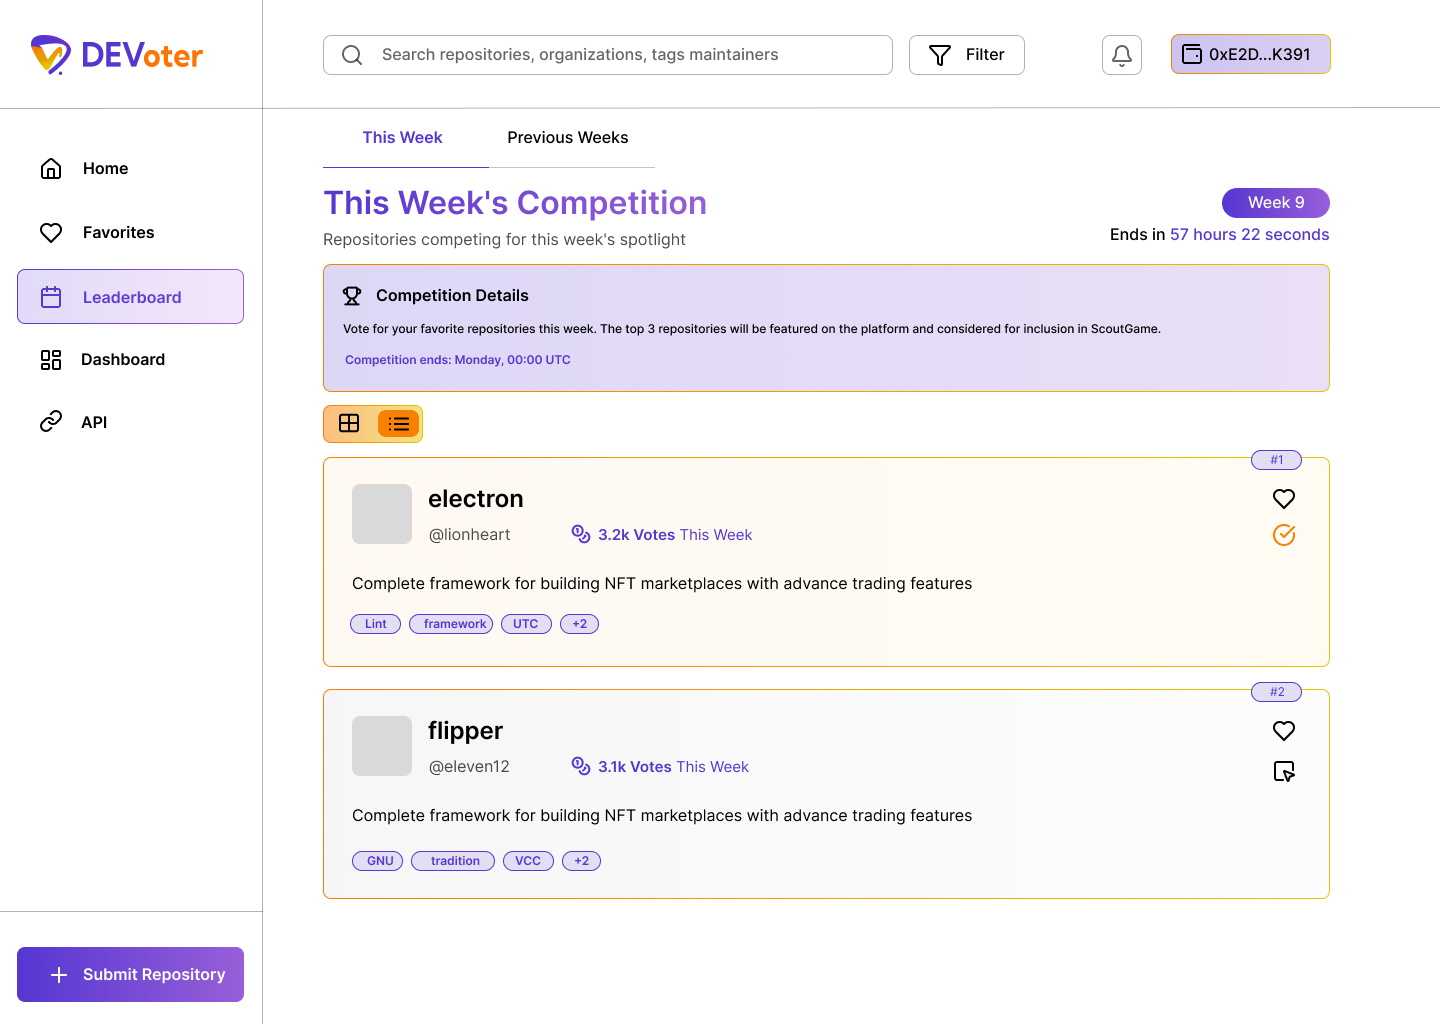 DEVoter
Search repositories, organizations, tags maintainers
Filter
0xE2D...K391
Home
Favorites
Leaderboard
Dashboard
API
Submit Repository
This Week
Previous Weeks
This Week's Competition
Week 9
Repositories competing for this week's spotlight
Ends in 57 hours 22 seconds
Competition Details
Vote for your favorite repositories this week. The top 3 repositories will be featured on the platform and considered for inclusion in ScoutGame.
Competition ends: Monday, 00:00 UTC
#1
electron
@lionheart
3.2k Votes This Week
Complete framework for building NFT marketplaces with advance trading features
Lint framework UTC +2
#2
flipper
@eleven12
3.1k Votes This Week
Complete framework for building NFT marketplaces with advance trading features
GNU tradition VCC +2